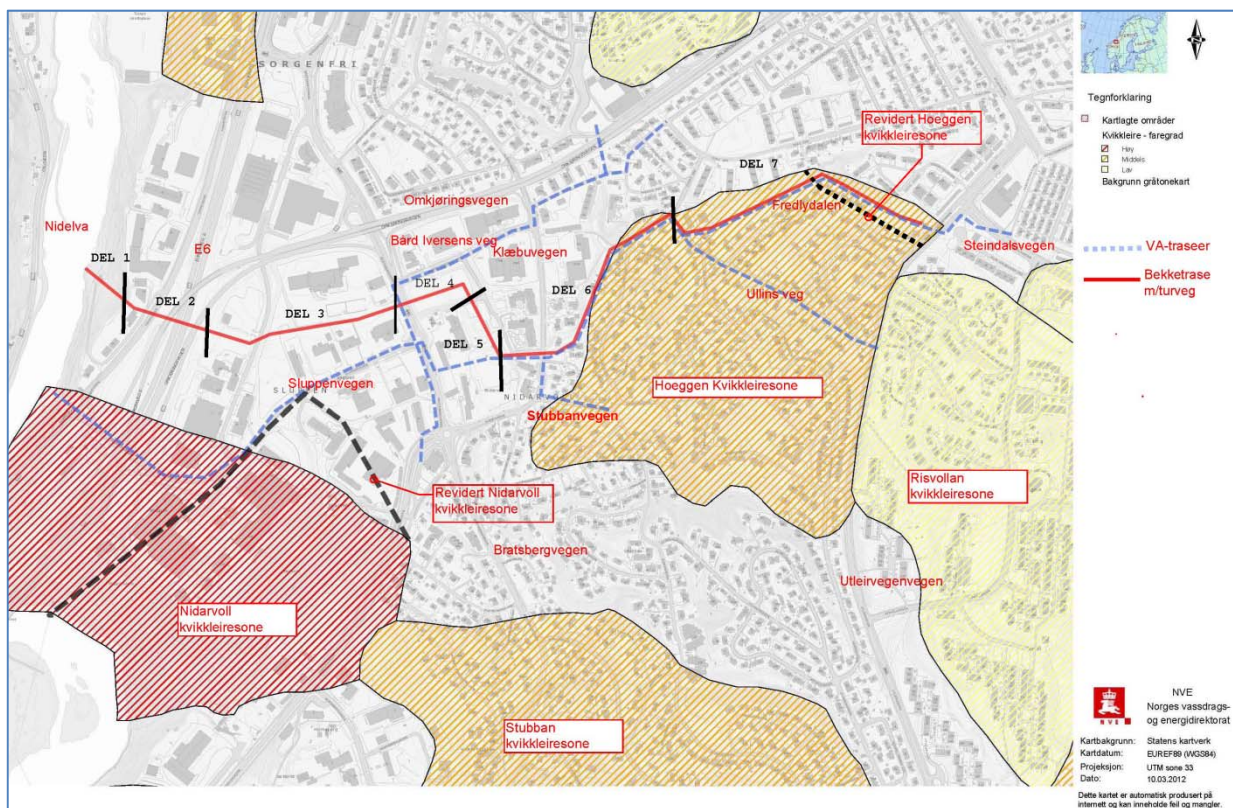 SORGENFRI
Revidert Hoeggen
kvikkleiresone
DEL 7
Omkjøringsvegen
Fredlydalen
Nidelva
E6
Bård Iversens veg
Klæbuvegen
Steindalsvegen
DEL 1
DEL 2
DEL 3
DEL 4
DEL 5
DEL 6
Ullins veg
Sluppenvegen
SLUPPEN
Hoeggen Kvikkleiresone
Stubbanvegen
Revidert Nidarvoll
kvikkleiresone
Risvollan
kvikkleiresone
Bratsbergvegen
Utleirvegenvegen
Nidarvoll
kvikkleiresone
Stubban
kvikkleiresone
Tegnforklaring
Kartlagte områder
Kvikkleire - faregrad
Høy
Middels
Lav
Bakgrunn gråtonekart
VA-traseer
Bekketrase
m/turveg
NVE
NVE
Norges vassdrags-
og energidirektorat
Kartbakgrunn: Statens kartverk
Kartdatum: EUREF89 (WGS84)
Projeksjon: UTM sone 33
Dato: 10.03.2012
Dette kartet er automatisk produsert på
internett og kan inneholde feil og mangler.